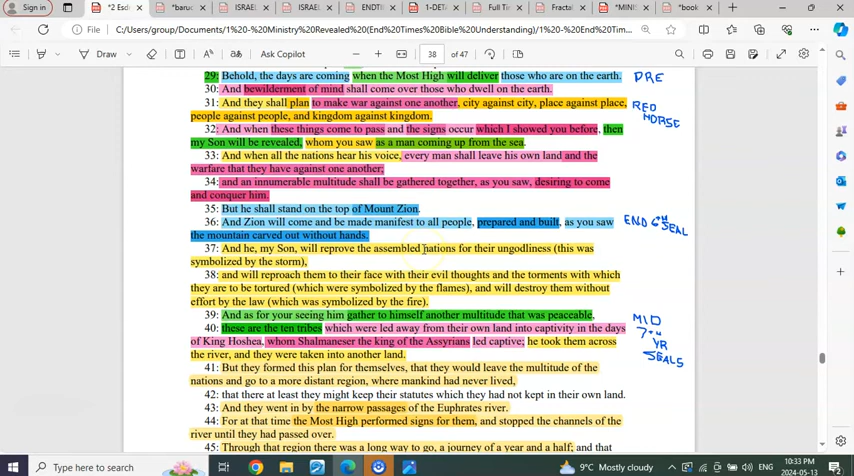 Sign in
*2 Esd
*baruc
ISRAEL
ISRAEL
ENDTIM
1-DETA
Full Tim
Fractal
*MINIS
*book
File
C:/Users/group/Documents/1%20-%20Ministry%20Revealed%20(End%20Times%20Bible%20Understanding)/1%20-%20End%20Tim...
Draw
Ask Copilot
38 of 47
29: Behold, the days are coming when the Most High will deliver those who are on the earth.
PRE
30: And bewilderment of mind shall come over those who dwell on the earth.
31: And they shall plan to make war against one another, city against city, place against place,
people against people, and kingdom against kingdom.
RED
HORSE
32: And when these things come to pass and the signs occur which I showed you before, then
my Son will be revealed, whom you saw as a man coming up from the sea.
33: And when all the nations hear his voice, every man shall leave his own land and the
warfare that they have against one another;
34: and an innumerable multitude shall be gathered together, as you saw, desiring to come
and conquer him.
35: But he shall stand on the top of Mount Zion.
36: And Zion will come and be made manifest to all people, prepared and built, as you saw
the mountain carved out without hands.
END 6th SEAL
37: And he, my Son, will reprove the assembled nations for their ungodliness (this was
symbolized by the storm),
38: and will reproach them to their face with their evil thoughts and the torments with which
they are to be tortured (which were symbolized by the flames), and will destroy them without
effort by the law (which was symbolized by the fire).
39: And as for your seeing him gather to himself another multitude that was peaceable,
40: these are the ten tribes which were led away from their own land into captivity in the days
of King Hoshea, whom Shalmaneser the king of the Assyrians led captive; he took them across
the river, and they were taken into another land.
MID
7th
YR
SEALS
41: But they formed this plan for themselves, that they would leave the multitude of the
nations and go to a more distant region, where mankind had never lived,
42: that there at least they might keep their statutes which they had not kept in their own land.
43: And they went in by the narrow passages of the Euphrates river.
44: For at that time the Most High performed signs for them, and stopped the channels of the
river until they had passed over.
45: Through that region there was a long way to go, a journey of a year and a half; and that
Type here to search
9°C Mostly cloudy
ENG
10:33 PM
2024-05-13